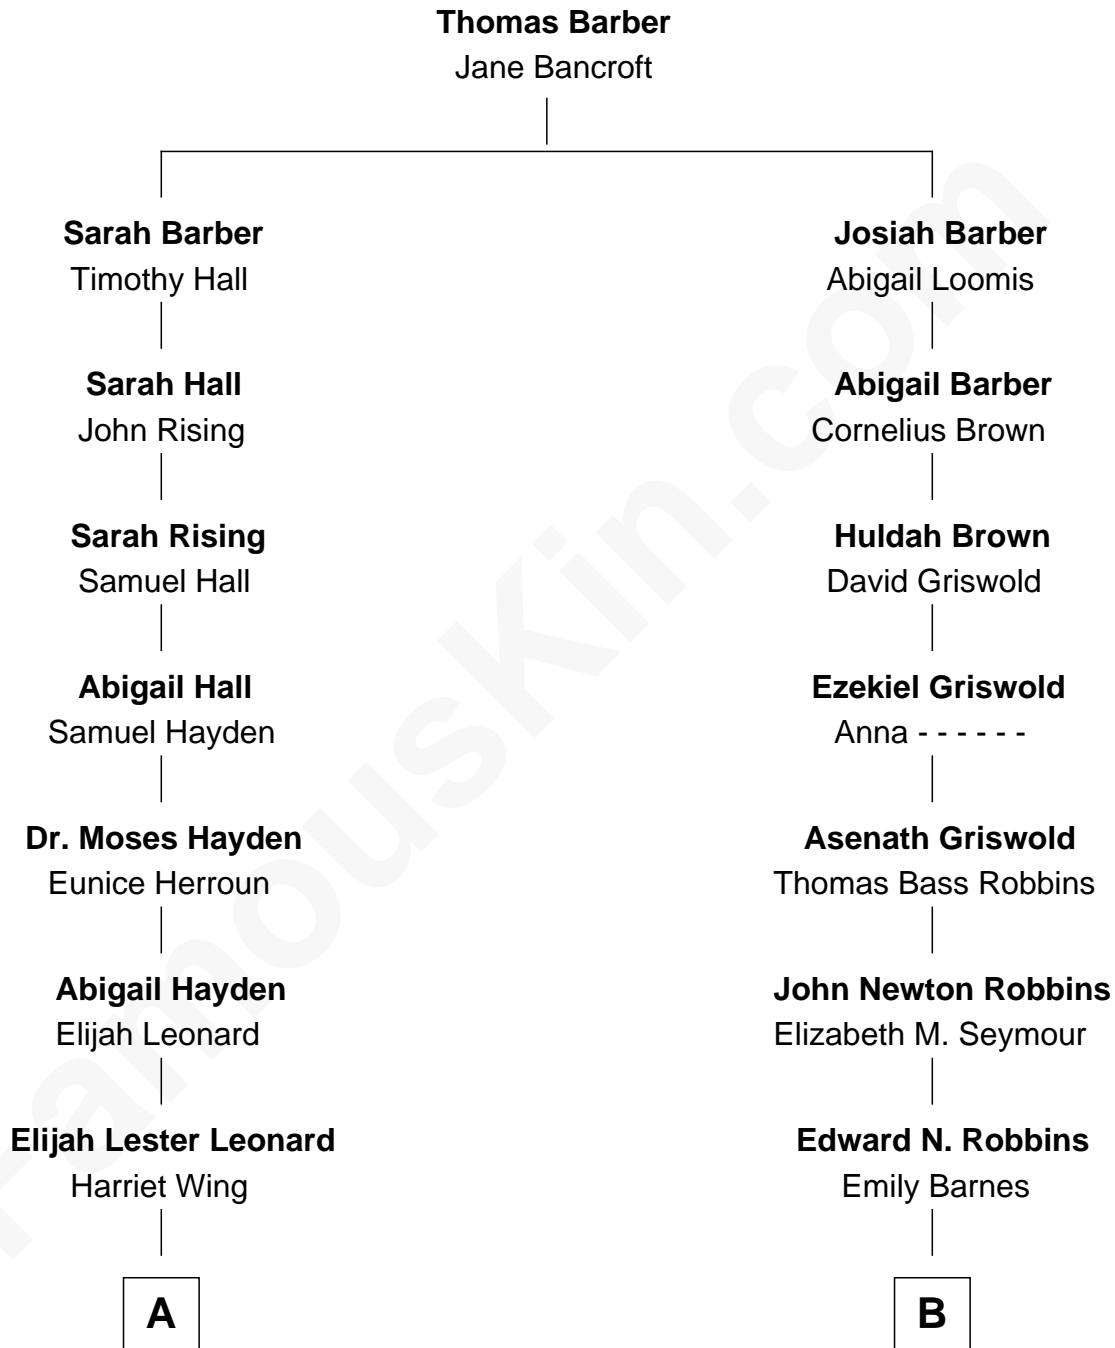 Thomas Barber
Jane Bancroft
Sarah Barber
Timothy Hall
Josiah Barber
Abigail Loomis
Sarah Hall
John Rising
Abigail Barber
Cornelius Brown
Sarah Rising
Samuel Hall
Huldah Brown
David Griswold
Abigail Hall
Samuel Hayden
Ezekiel Griswold
Anna - - - - - -
Dr. Moses Hayden
Eunice Herroun
Asenath Griswold
Thomas Bass Robbins
Abigail Hayden
Elijah Leonard
John Newton Robbins
Elizabeth M. Seymour
Elijah Lester Leonard
Harriet Wing
Edward N. Robbins
Emily Barnes
A
B
FamousKin.com